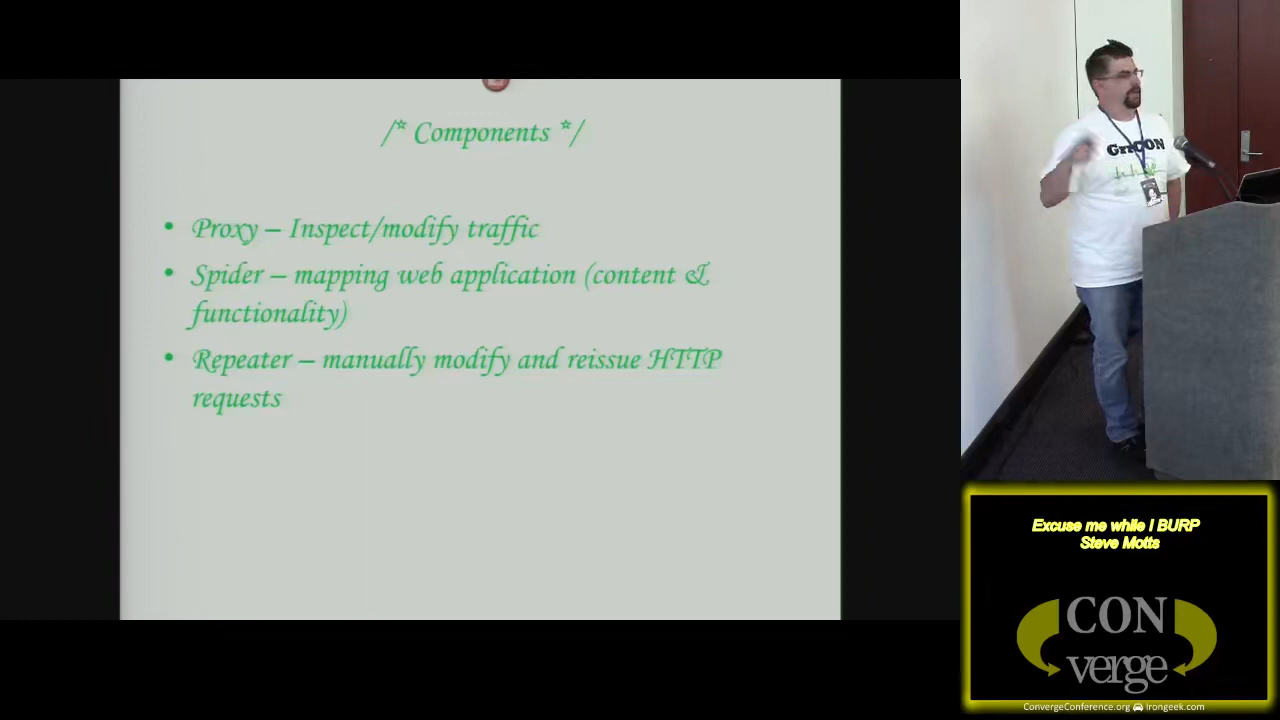 /* Components */
• Proxy – Inspect/modify traffic
• Spider – mapping web application (content &
functionality)
• Repeater – manually modify and reissue HTTP
requests
GrrCON
Excuse me while I BURP
Steve Motts
CON
verge
ConvergeConference.org Irongeek.com